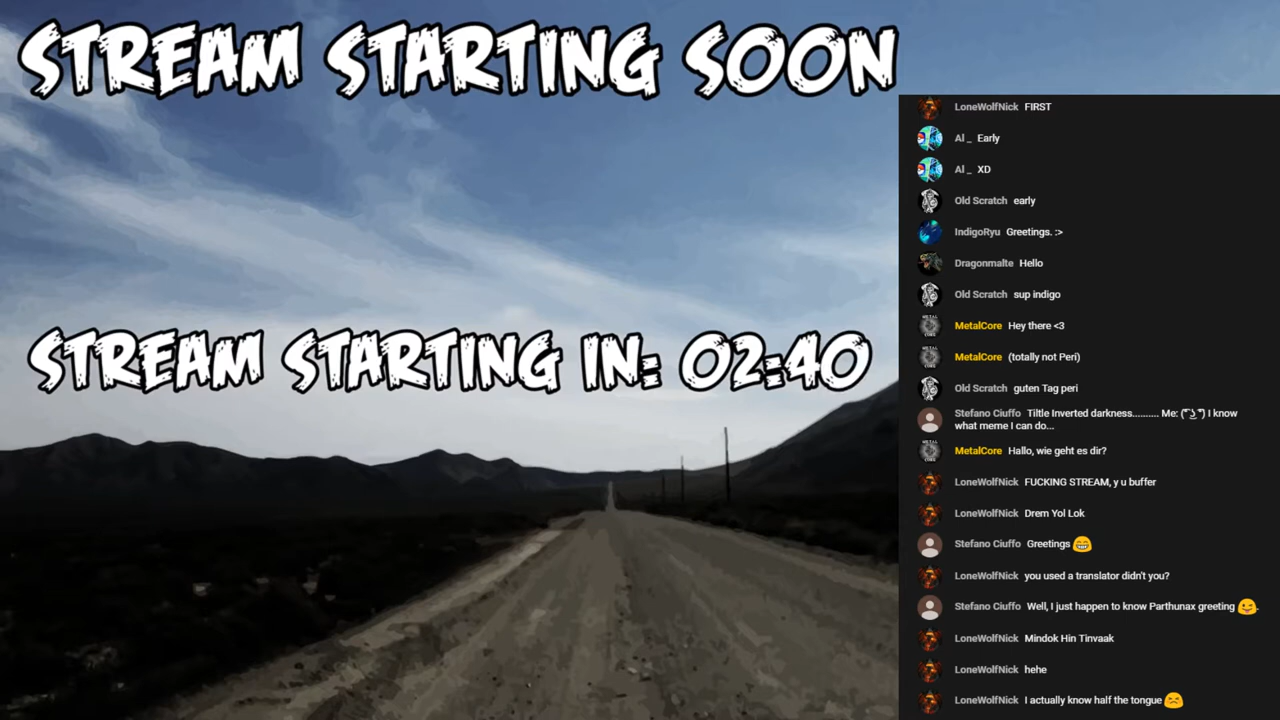 STREAM STARTING SOON
STREAM STARTING IN: 02:40
LoneWolfNick FIRST
Al _ Early
Al _ XD
Old Scratch early
IndigoRyu Greetings. :>
Dragonmalte Hello
Old Scratch sup indigo
MetalCore Hey there <3
MetalCore (totally not Peri)
Old Scratch guten Tag peri
Stefano Ciuffo Tiltle Inverted darkness.......... Me: ( ͡° ͜ʖ ͡°) I know
what meme I can do...
MetalCore Hallo, wie geht es dir?
LoneWolfNick FUCKING STREAM, y u buffer
LoneWolfNick Drem Yol Lok
Stefano Ciuffo Greetings 😁
LoneWolfNick you used a translator didn't you?
Stefano Ciuffo Well, I just happen to know Parthunax greeting 😜.
LoneWolfNick Mindok Hin Tinvaak
LoneWolfNick hehe
LoneWolfNick I actually know half the tongue 😣